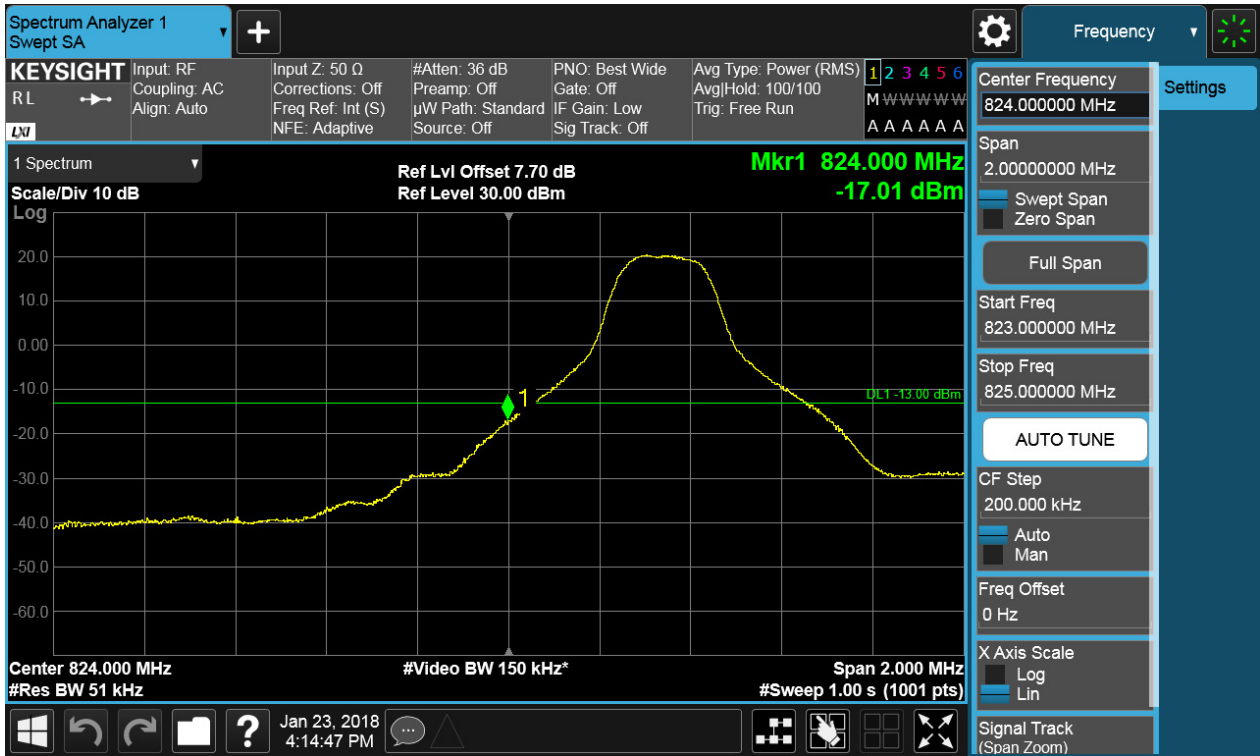 Spectrum Analyzer 1
Swept SA
+
Frequency
KEYSIGHT
R L
LXI
Input: RF
Coupling: AC
Align: Auto
Input Z: 50 Ω
Corrections: Off
Freq Ref: Int (S)
NFE: Adaptive
#Atten: 36 dB
Preamp: Off
µW Path: Standard
Source: Off
PNO: Best Wide
Gate: Off
IF Gain: Low
Sig Track: Off
Avg Type: Power (RMS)
Avg|Hold: 100/100
Trig: Free Run
1 2 3 4 5 6
M W W W W W
A A A A A A
1 Spectrum
Scale/Div 10 dB
Log
Ref Lvl Offset 7.70 dB
Ref Level 30.00 dBm
Mkr1 824.000 MHz
-17.01 dBm
20.0
10.0
0.00
-10.0
-20.0
-30.0
-40.0
-50.0
-60.0
1
DL1 -13.00 dBm
Center 824.000 MHz
#Res BW 51 kHz
#Video BW 150 kHz*
Span 2.000 MHz
#Sweep 1.00 s (1001 pts)
Center Frequency
824.000000 MHz
Settings
Span
2.00000000 MHz
Swept Span
Zero Span
Full Span
Start Freq
823.000000 MHz
Stop Freq
825.000000 MHz
AUTO TUNE
CF Step
200.000 kHz
Auto
Man
Freq Offset
0 Hz
X Axis Scale
Log
Lin
Signal Track
(Span Zoom)
?
Jan 23, 2018
4:14:47 PM